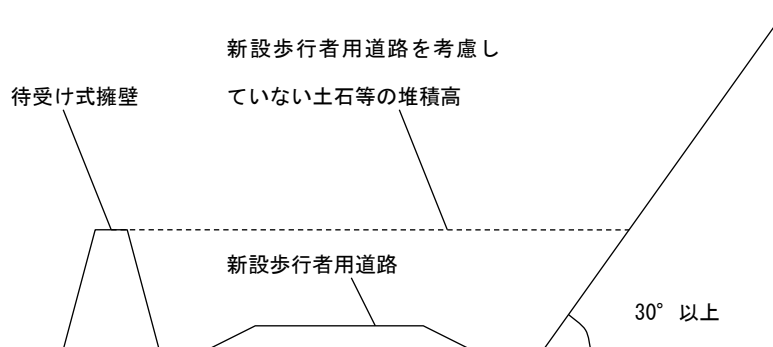 新設歩行者用道路を考慮し
待受け式擁壁
ていない土石等の堆積高
新設歩行者用道路
30°以上